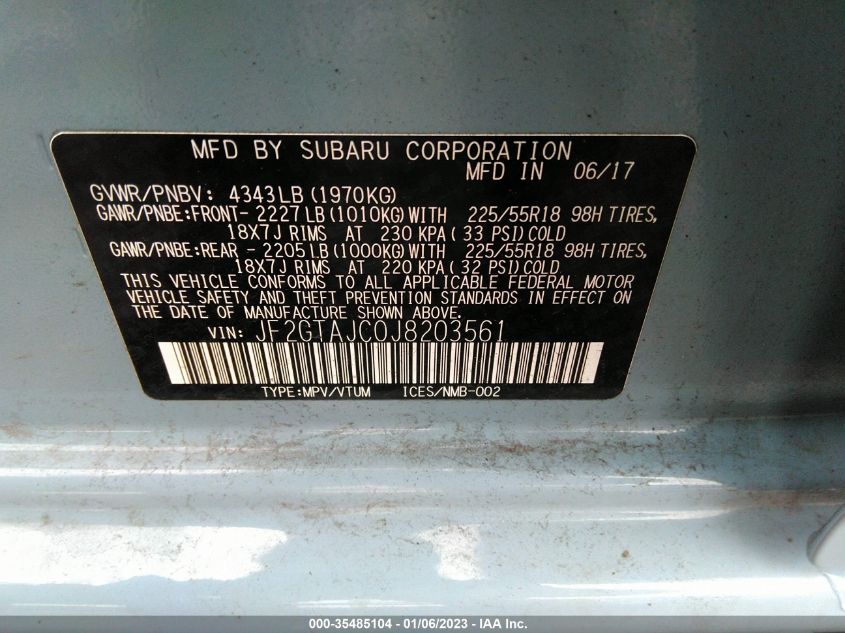 MFD BY SUBARU CORPORATION
MFD IN 06/17
GVWR/PNBV: 4343LB (1970KG)
GAWR/PNBE:FRONT- 2227 LB (1010KG) WITH 225/55R18 98H TIRES,
18X7J RIMS AT 230 KPA ( 33 PSI) COLD
GAWR/PNBE:REAR - 2205 LB (1000KG) WITH 225/55R18 98H TIRES,
18X7J RIMS AT 220 KPA ( 32 PSI) COLD
THIS VEHICLE CONFORMS TO ALL APPLICABLE FEDERAL MOTOR
VEHICLE SAFETY AND THEFT PREVENTION STANDARDS IN EFFECT ON
THE DATE OF MANUFACTURE SHOWN ABOVE.
VIN: JF2GTAJC0J8203561
TYPE:MPV/VTUM ICES/NMB-002
000-35485104 - 01/06/2023 - IAA Inc.